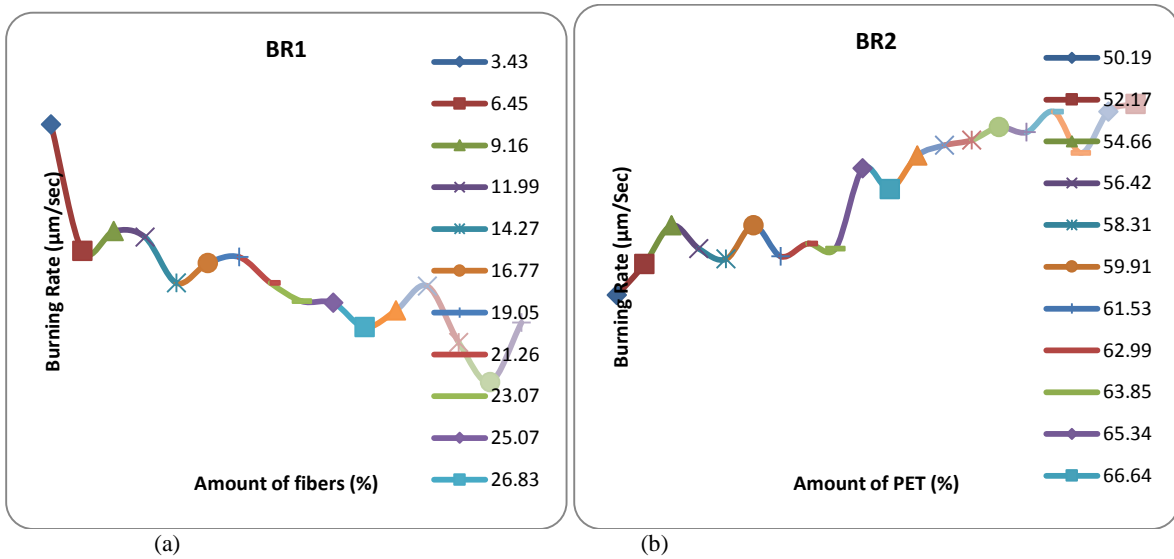 BR1
3.43
6.45
9.16
11.99
14.27
16.77
19.05
21.26
23.07
25.07
26.83
Burning Rate (µm/sec)
Amount of fibers (%)
(a)
BR2
50.19
52.17
54.66
56.42
58.31
59.91
61.53
62.99
63.85
65.34
66.64
Burning Rate (µm/Sec)
Amount of PET (%)
(b)